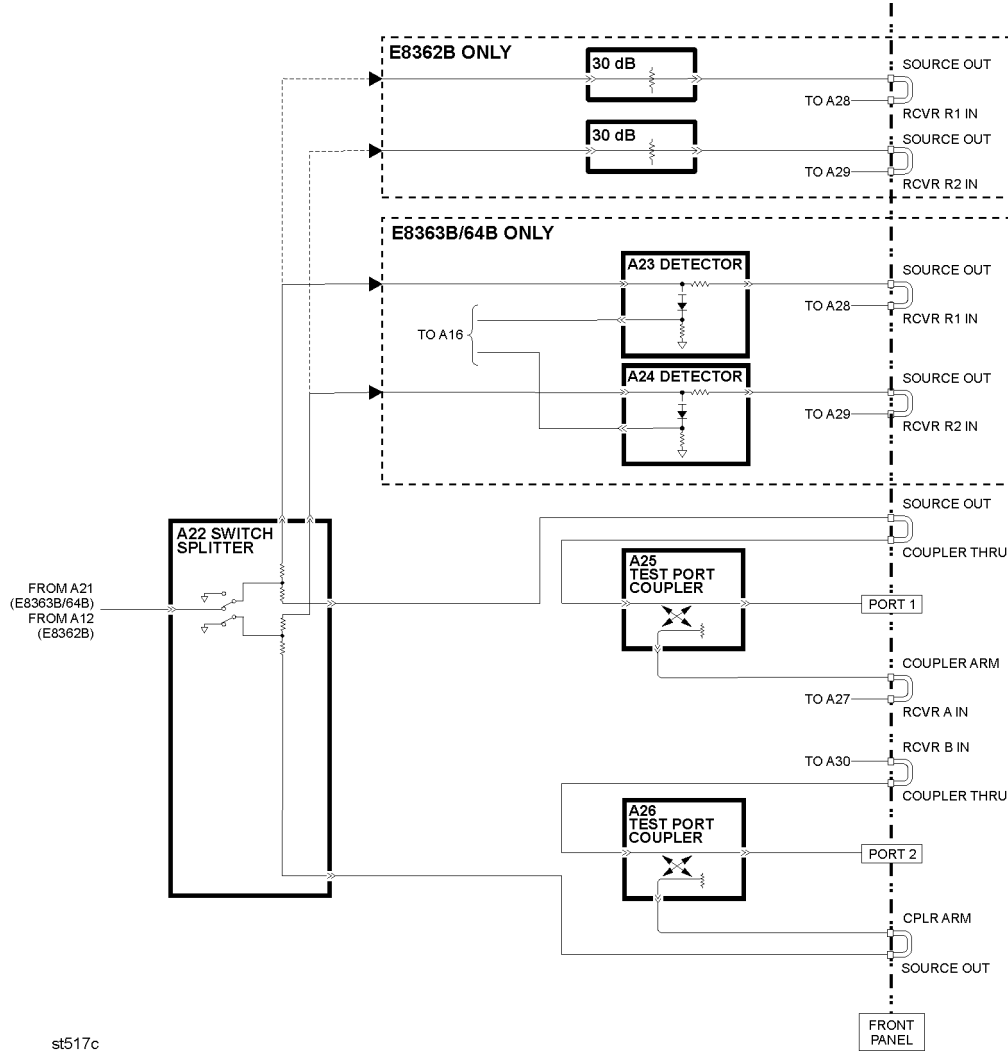 E8362B ONLY
30 dB
SOURCE OUT
TO A28
RCVR R1 IN
30 dB
SOURCE OUT
TO A29
RCVR R2 IN
E8363B/64B ONLY
A23 DETECTOR
SOURCE OUT
TO A28
RCVR R1 IN
TO A16
A24 DETECTOR
SOURCE OUT
TO A29
RCVR R2 IN
A22 SWITCH
SPLITTER
SOURCE OUT
COUPLER THRU
A25
TEST PORT
COUPLER
FROM A21
(E8363B/64B)
FROM A12
(E8362B)
PORT 1
COUPLER ARM
TO A27
RCVR A IN
RCVR B IN
TO A30
COUPLER THRU
A26
TEST PORT
COUPLER
PORT 2
CPLR ARM
SOURCE OUT
FRONT
PANEL
st517c